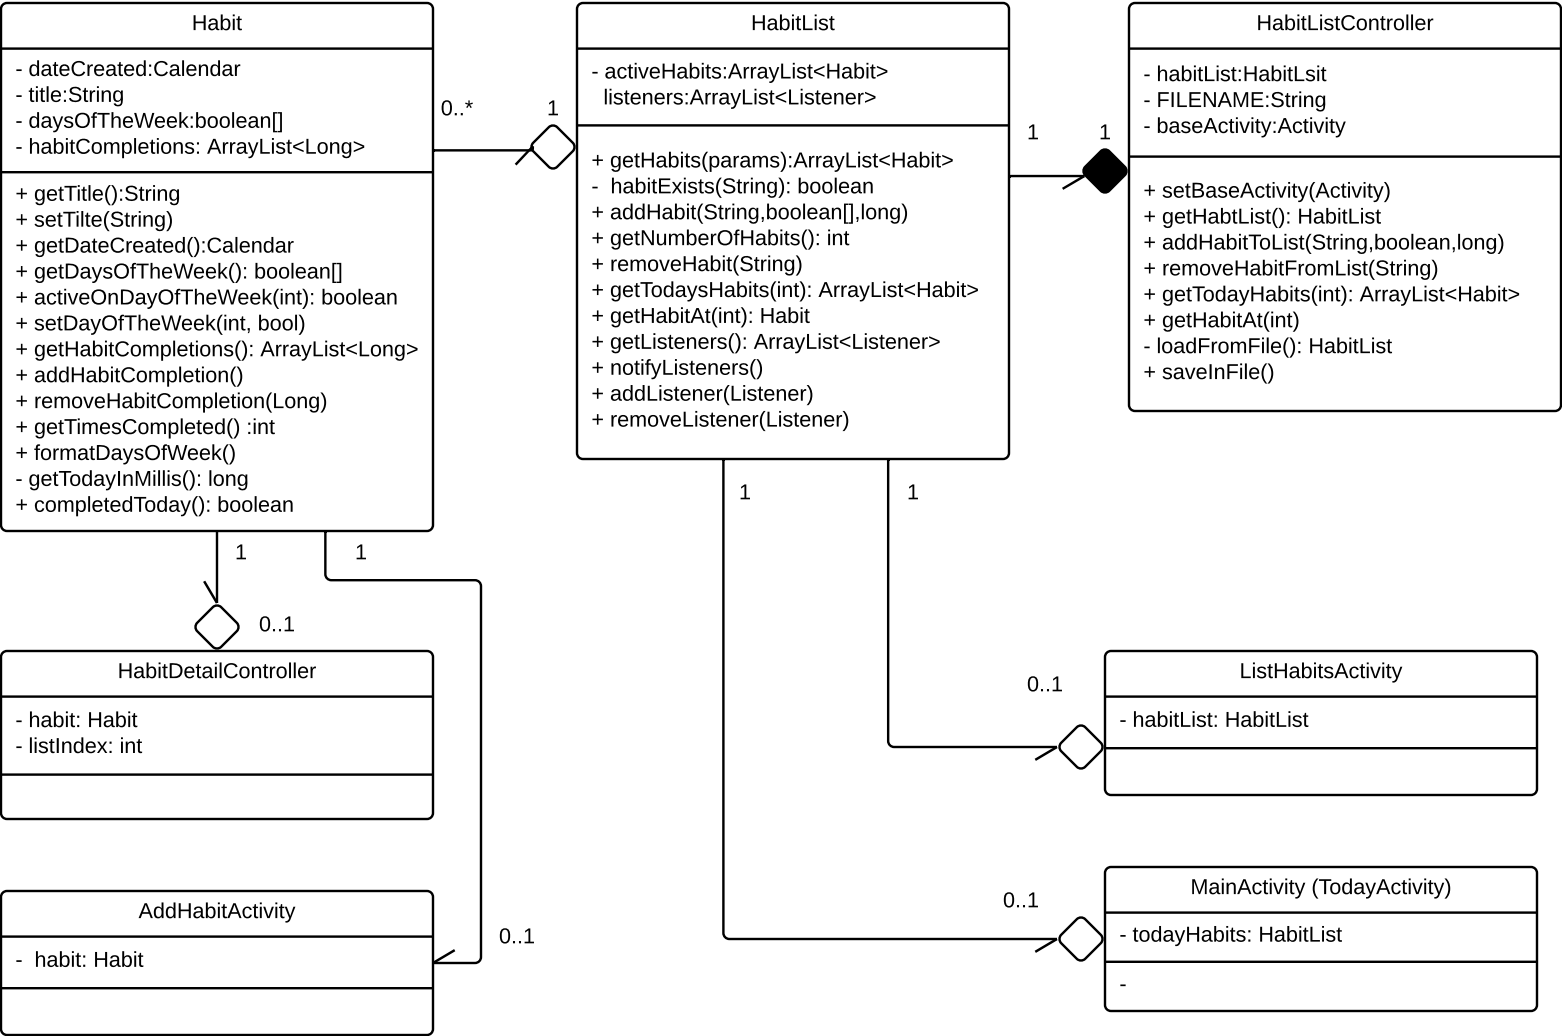 Habit
- dateCreated:Calendar
- title:String
- daysOfTheWeek:boolean[]
- habitCompletions: ArrayList<Long>
+ getTitle():String
+ setTilte(String)
+ getDateCreated():Calendar
+ getDaysOfTheWeek(): boolean[]
+ activeOnDayOfTheWeek(int): boolean
+ setDayOfTheWeek(int, bool)
+ getHabitCompletions(): ArrayList<Long>
+ addHabitCompletion()
+ removeHabitCompletion(Long)
+ getTimesCompleted() :int
+ formatDaysOfWeek()
- getTodayInMillis(): long
+ completedToday(): boolean
0..*
1
HabitList
- activeHabits:ArrayList<Habit>
listeners:ArrayList<Listener>
+ getHabits(params):ArrayList<Habit>
-  habitExists(String): boolean
+ addHabit(String,boolean[],long)
+ getNumberOfHabits(): int
+ removeHabit(String)
+ getTodaysHabits(int): ArrayList<Habit>
+ getHabitAt(int): Habit
+ getListeners(): ArrayList<Listener>
+ notifyListeners()
+ addListener(Listener)
+ removeListener(Listener)
1
1
HabitListController
- habitList:HabitLsit
- FILENAME:String
- baseActivity:Activity
+ setBaseActivity(Activity)
+ getHabtList(): HabitList
+ addHabitToList(String,boolean,long)
+ removeHabitFromList(String)
+ getTodayHabits(int): ArrayList<Habit>
+ getHabitAt(int)
- loadFromFile(): HabitList
+ saveInFile()
1
1
1
1
0..1
HabitDetailController
- habit: Habit
- listIndex: int
0..1
ListHabitsActivity
- habitList: HabitList
AddHabitActivity
-  habit: Habit
0..1
0..1
MainActivity (TodayActivity)
- todayHabits: HabitList
-